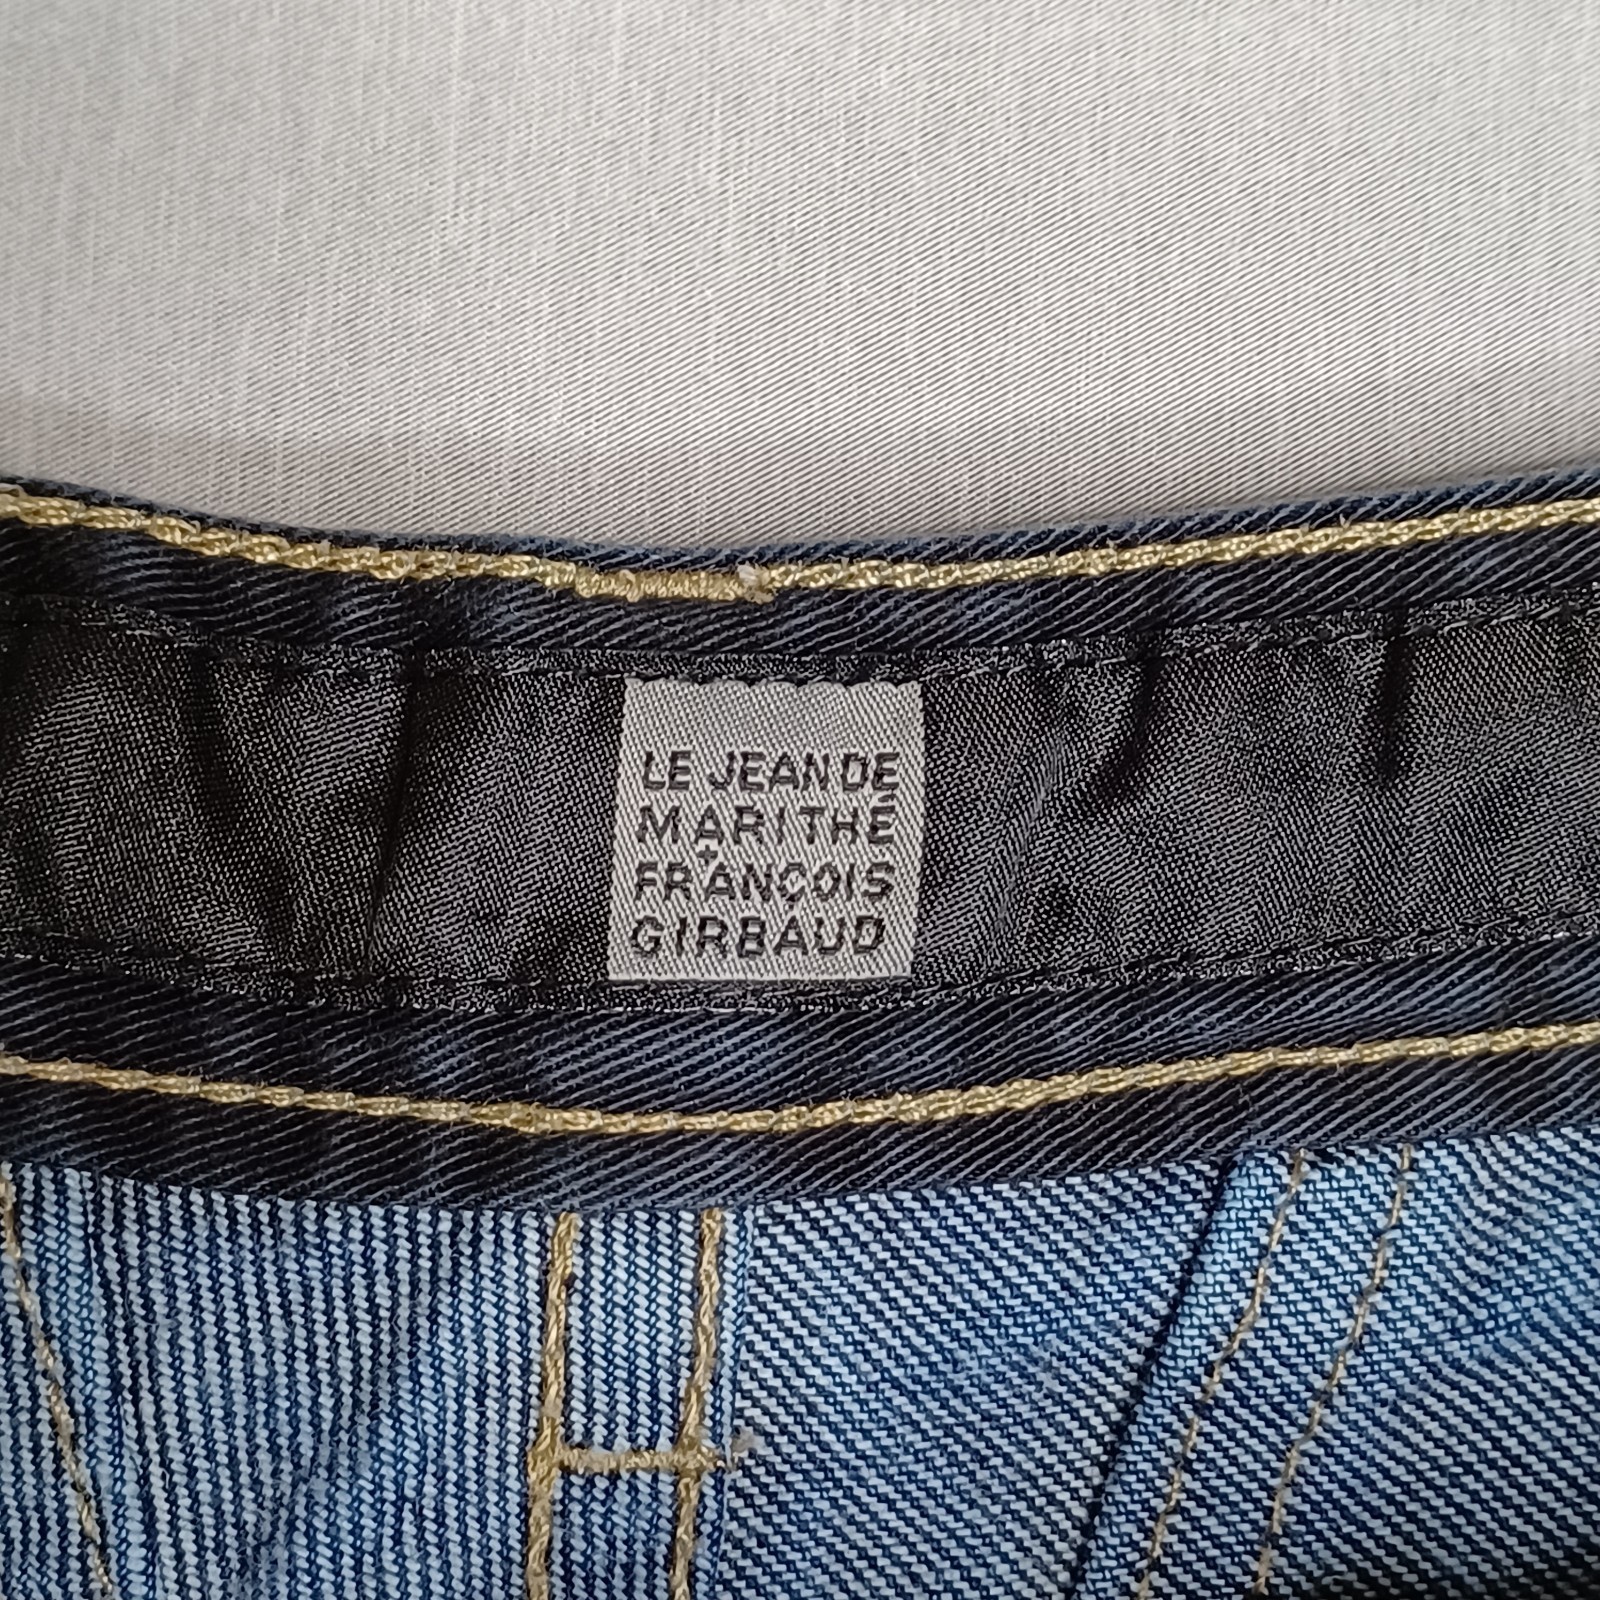 LE JEAN DE
MARITHÉ
+
FRANÇOIS
GIRBAUD